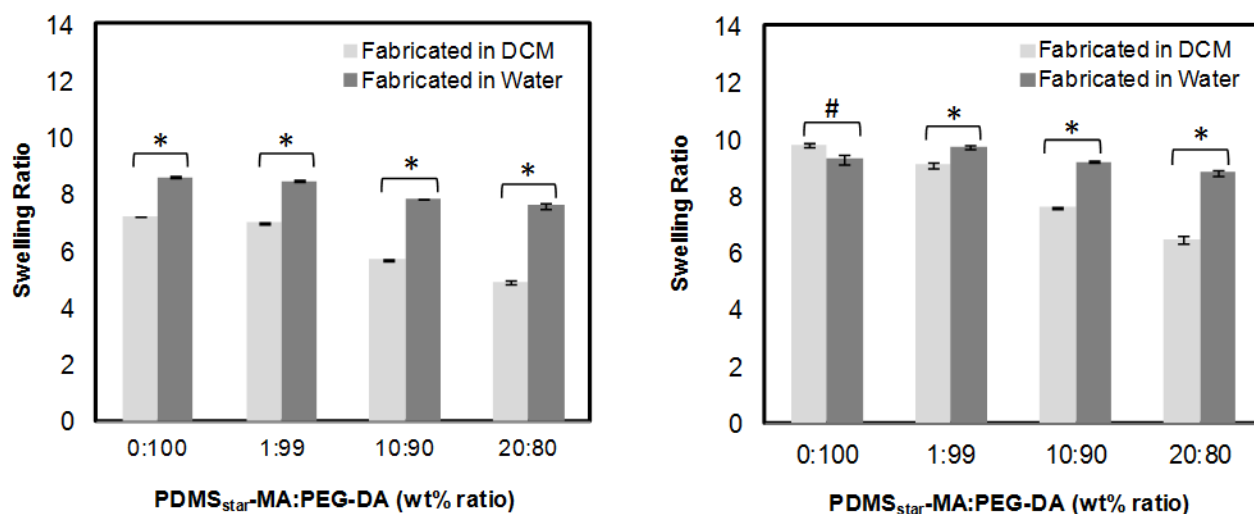 14
12
10
8
6
4
2
0
Swelling Ratio
Fabricated in DCM
Fabricated in Water
* * * *
0:100 1:99 10:90 20:80
PDMSstar-MA:PEG-DA (wt% ratio)
14
12
10
8
6
4
2
0
Swelling Ratio
Fabricated in DCM
Fabricated in Water
# * * *
0:100 1:99 10:90 20:80
PDMSstar-MA:PEG-DA (wt% ratio)